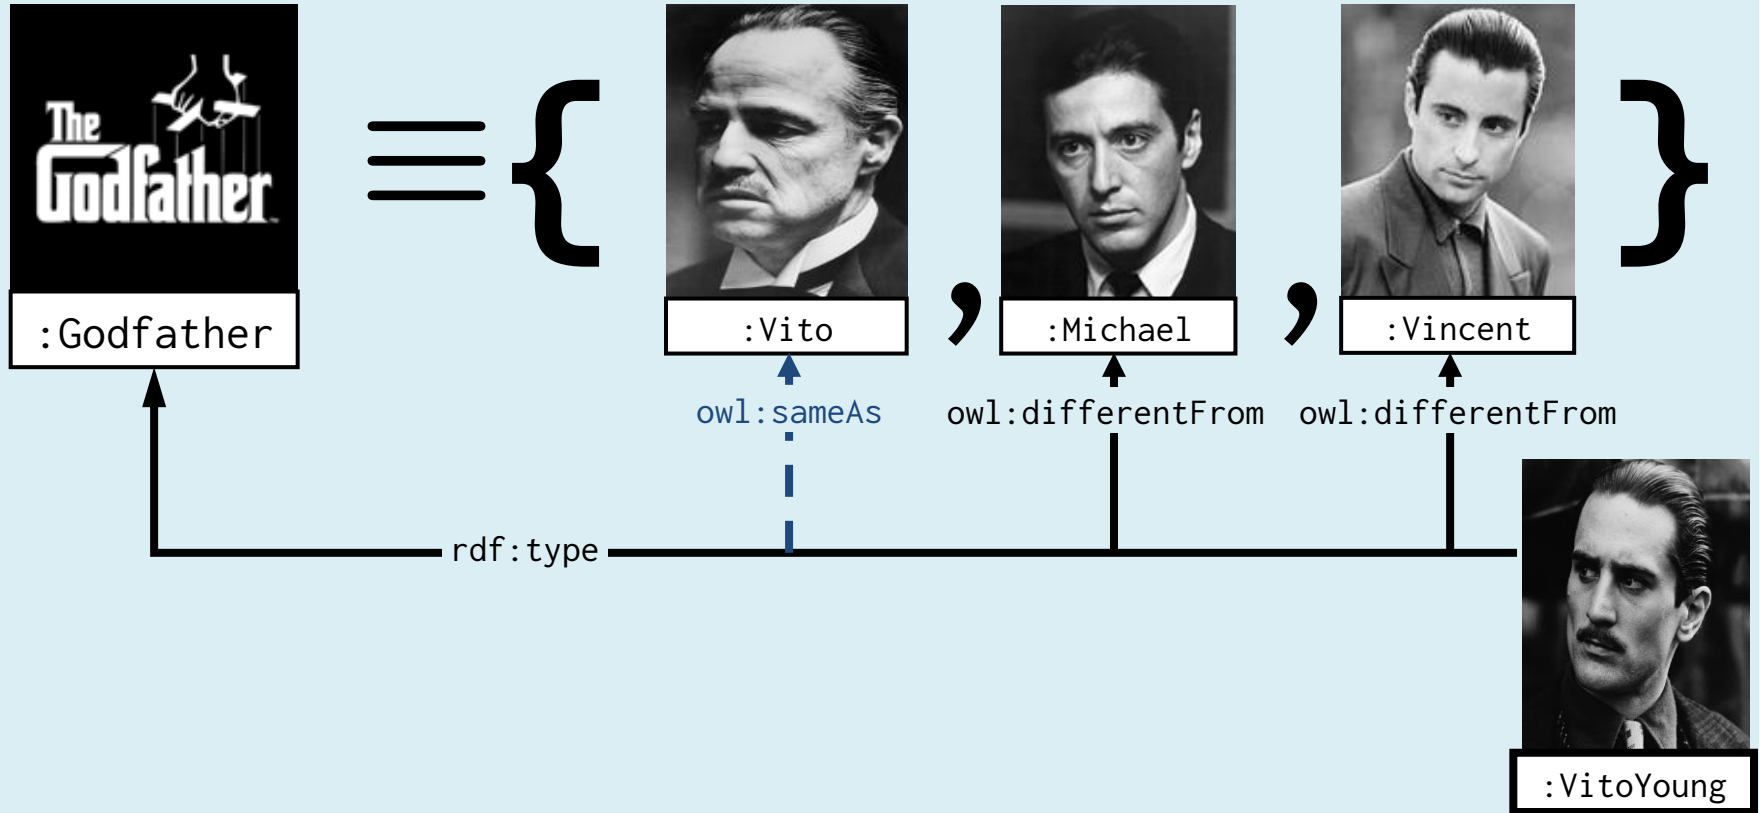 The
Godfather
≡ {
,
,
}
:Godfather
:Vito
:Michael
:Vincent
owl:sameAs
owl:differentFrom
owl:differentFrom
rdf:type
:VitoYoung